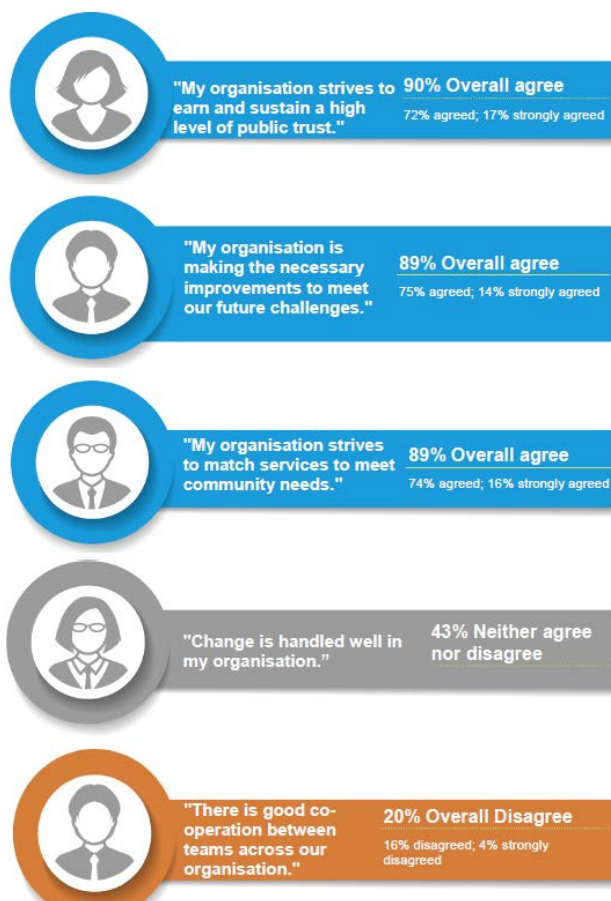 "My organisation strives to
earn and sustain a high
level of public trust."
90% Overall agree
72% agreed; 17% strongly agreed
"My organisation is
making the necessary
improvements to meet
our future challenges."
89% Overall agree
75% agreed; 14% strongly agreed
"My organisation strives
to match services to meet
community needs."
89% Overall agree
74% agreed; 16% strongly agreed
"Change is handled well in
my organisation.”
43% Neither agree
nor disagree
"There is good co-
operation between
teams across our
organisation."
20% Overall Disagree
16% disagreed; 4% strongly
disagreed